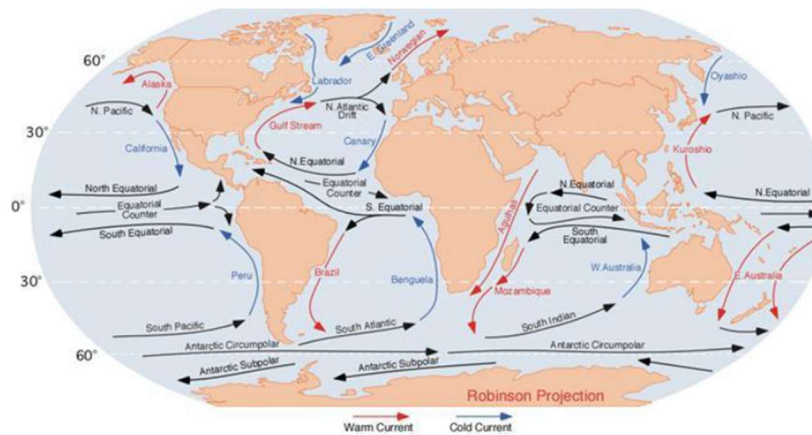 60°
30°
0°
30°
60°
Alaska
N. Pacific
California
North Equatorial
Equatorial
Counter
South Equatorial
Peru
South Pacific
Antarctic Circumpolar
Antarctic Subpolar
Labrador
E. Greenland
Norwegian
N. Atlantic
Drift
Gulf Stream
Canary
N.Equatorial
Equatorial
Counter
S. Equatorial
Brazil
Benguela
South Atlantic
Antarctic Subpolar
Agulhas
Mozambique
N.Equatorial
Equatorial Counter
South
Equatorial
W.Australia
South Indian
Antarctic Circumpolar
Oyashio
N. Pacific
Kuroshio
N.Equatorial
E.Australia
Robinson Projection
Warm Current
Cold Current